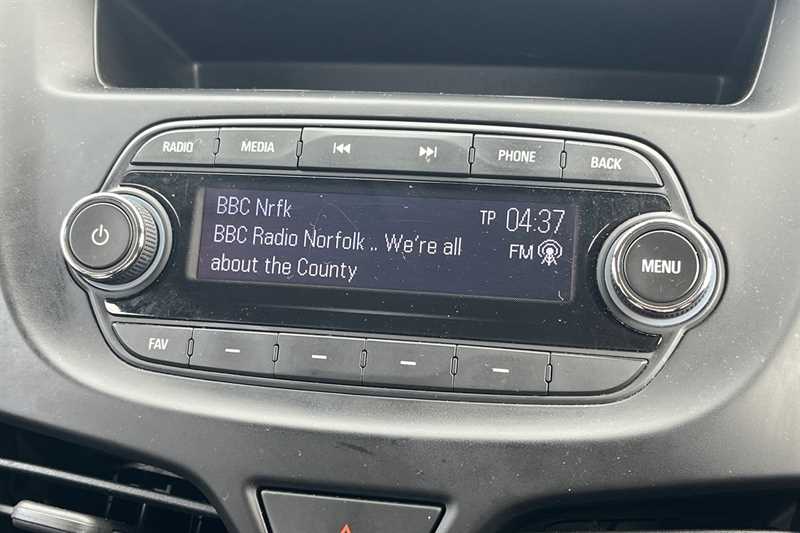 RADIO MEDIA PHONE BACK
BBC Nrfk TP 04:37
BBC Radio Norfolk .. We're all FM
about the County
MENU
FAV